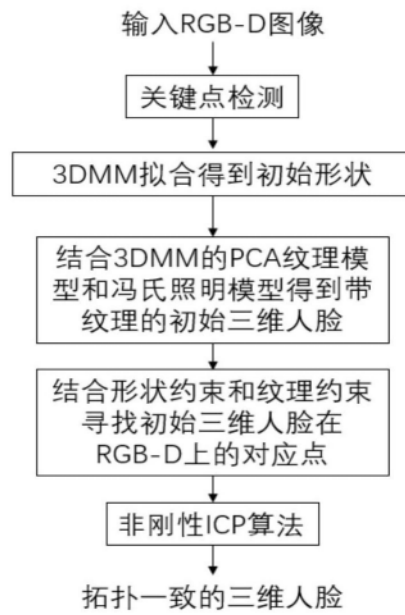 输入RGB-D图像
关键点检测
3DMM拟合得到初始形状
结合3DMM的PCA纹理模
型和冯氏照明模型得到带
纹理的初始三维人脸
结合形状约束和纹理约束
寻找初始三维人脸在
RGB-D上的对应点
非刚性ICP算法
拓扑一致的三维人脸